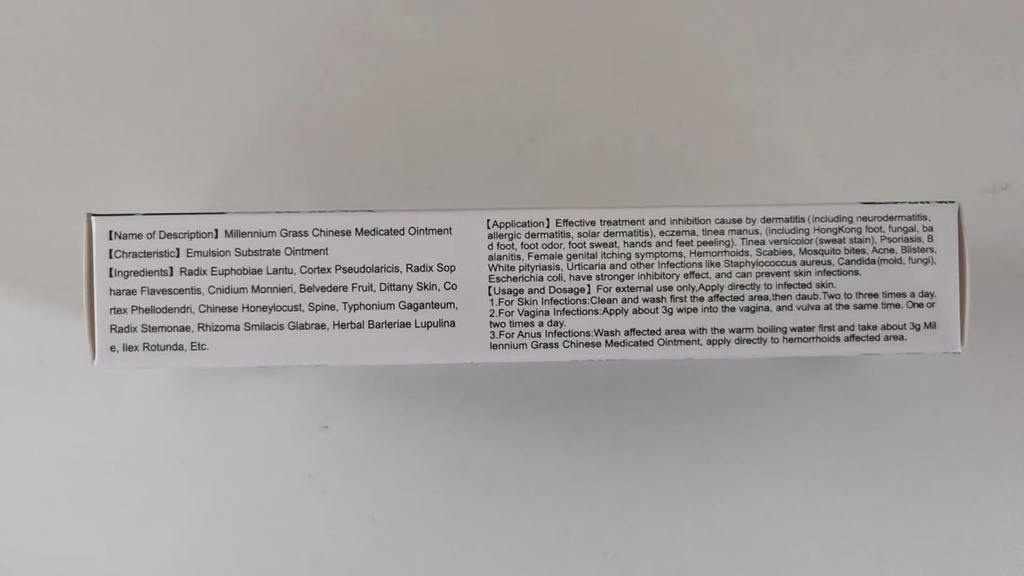 【Name of Description】 Millennium Grass Chinese Medicated Ointment
【Chracteristic】 Emulsion Substrate Ointment
【Ingredients】 Radix Euphobiae Lantu, Cortex Pseudolaricis, Radix Sop
harae Flavescentis, Cnidium Monnieri, Belvedere Fruit, Dittany Skin, Co
rtex Phellodendri, Chinese Honeylocust, Spine, Typhonium Gaganteum,
Radix Stemonae, Rhizoma Smilacis Glabrae, Herbal Barleriae Lupulina
e, Ilex Rotunda, Etc.
【Application】 Effective treatment and inhibition cause by dermatitis (including neurodermatitis,
allergic dermatitis, solar dermatitis), eczema, tinea manus, (including HongKong foot, fungal, ba
d foot, foot odor, foot sweat, hands and feet peeling). Tinea versicolor (sweat stain), Psoriasis, B
alanitis, Female genital itching symptoms, Hemorrhoids, Scabies, Mosquito bites, Acne, Blisters,
White pityriasis, Urticaria and other Infections like Staphylococcus aureus, Candida (mold, fungi),
Escherichia coli, have stronger inhibitory effect, and can prevent skin infections.
【Usage and Dosage】 For external use only,Apply directly to infected skin.
1.For Skin Infections:Clean and wash first the affected area,then daub.Two to three times a day.
2.For Vagina Infections:Apply about 3g wipe into the vagina, and vulva at the same time. One or
two times a day.
3.For Anus Infections:Wash affected area with the warm boiling water first and take about 3g Mil
lennium Grass Chinese Medicated Ointment, apply directly to hemorrhoids affected area.